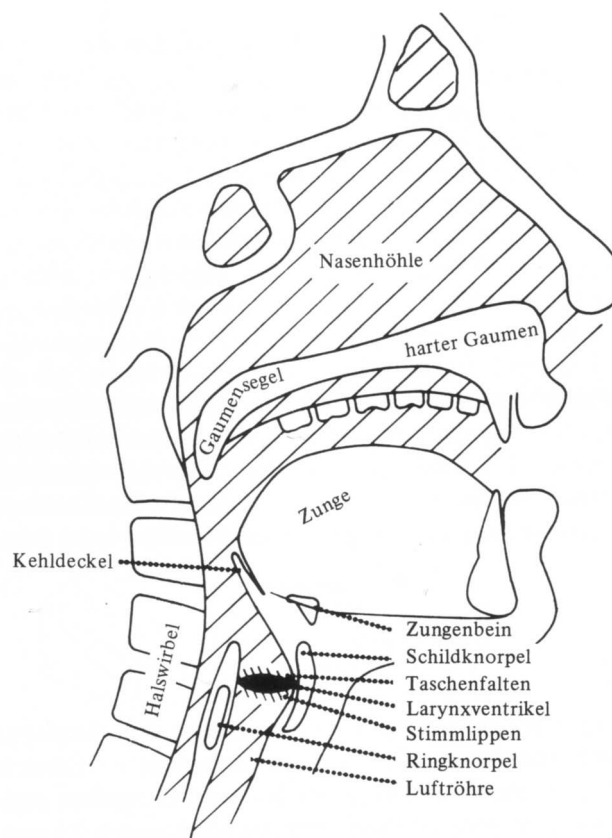 Nasenhöhle
harter Gaumen
Gaumensegel
Zunge
Kehldeckel
Halswirbel
Zungenbein
Schildknorpel
Taschenfalten
Larynxventrikel
Stimmlippen
Ringknorpel
Luftröhre